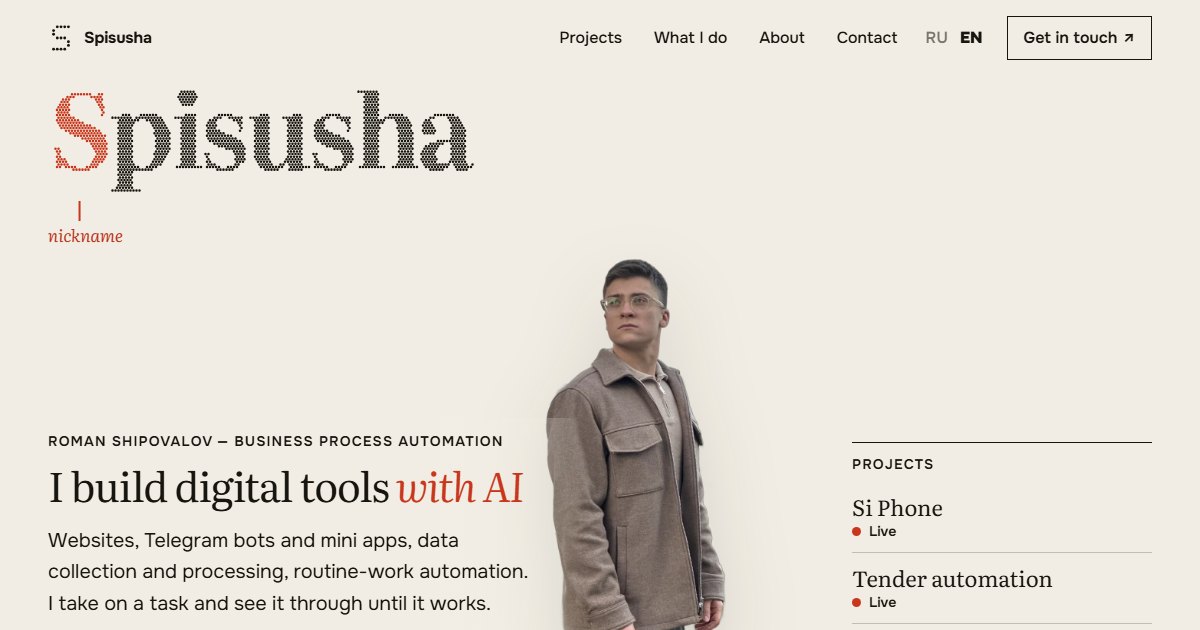 Spisusha
Projects What I do About Contact RU EN Get in touch ↗
Spisusha
nickname
ROMAN SHIPOVALOV — BUSINESS PROCESS AUTOMATION
I build digital tools with AI
Websites, Telegram bots and mini apps, data
collection and processing, routine-work automation.
I take on a task and see it through until it works.
PROJECTS
Si Phone
Live
Tender automation
Live